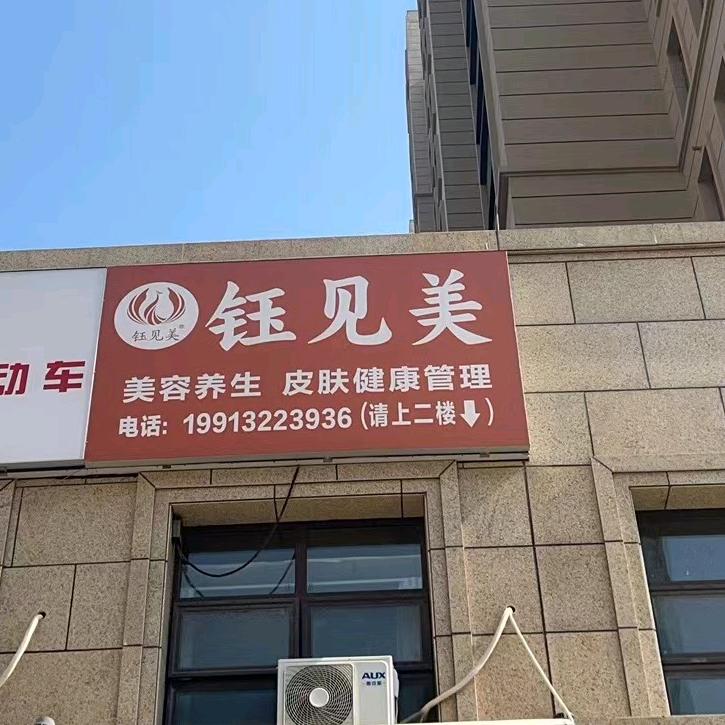 钰见美
钰见美®
美容养生 皮肤健康管理
电话: 19913223936 (请上二楼⬇)
动车
AUX